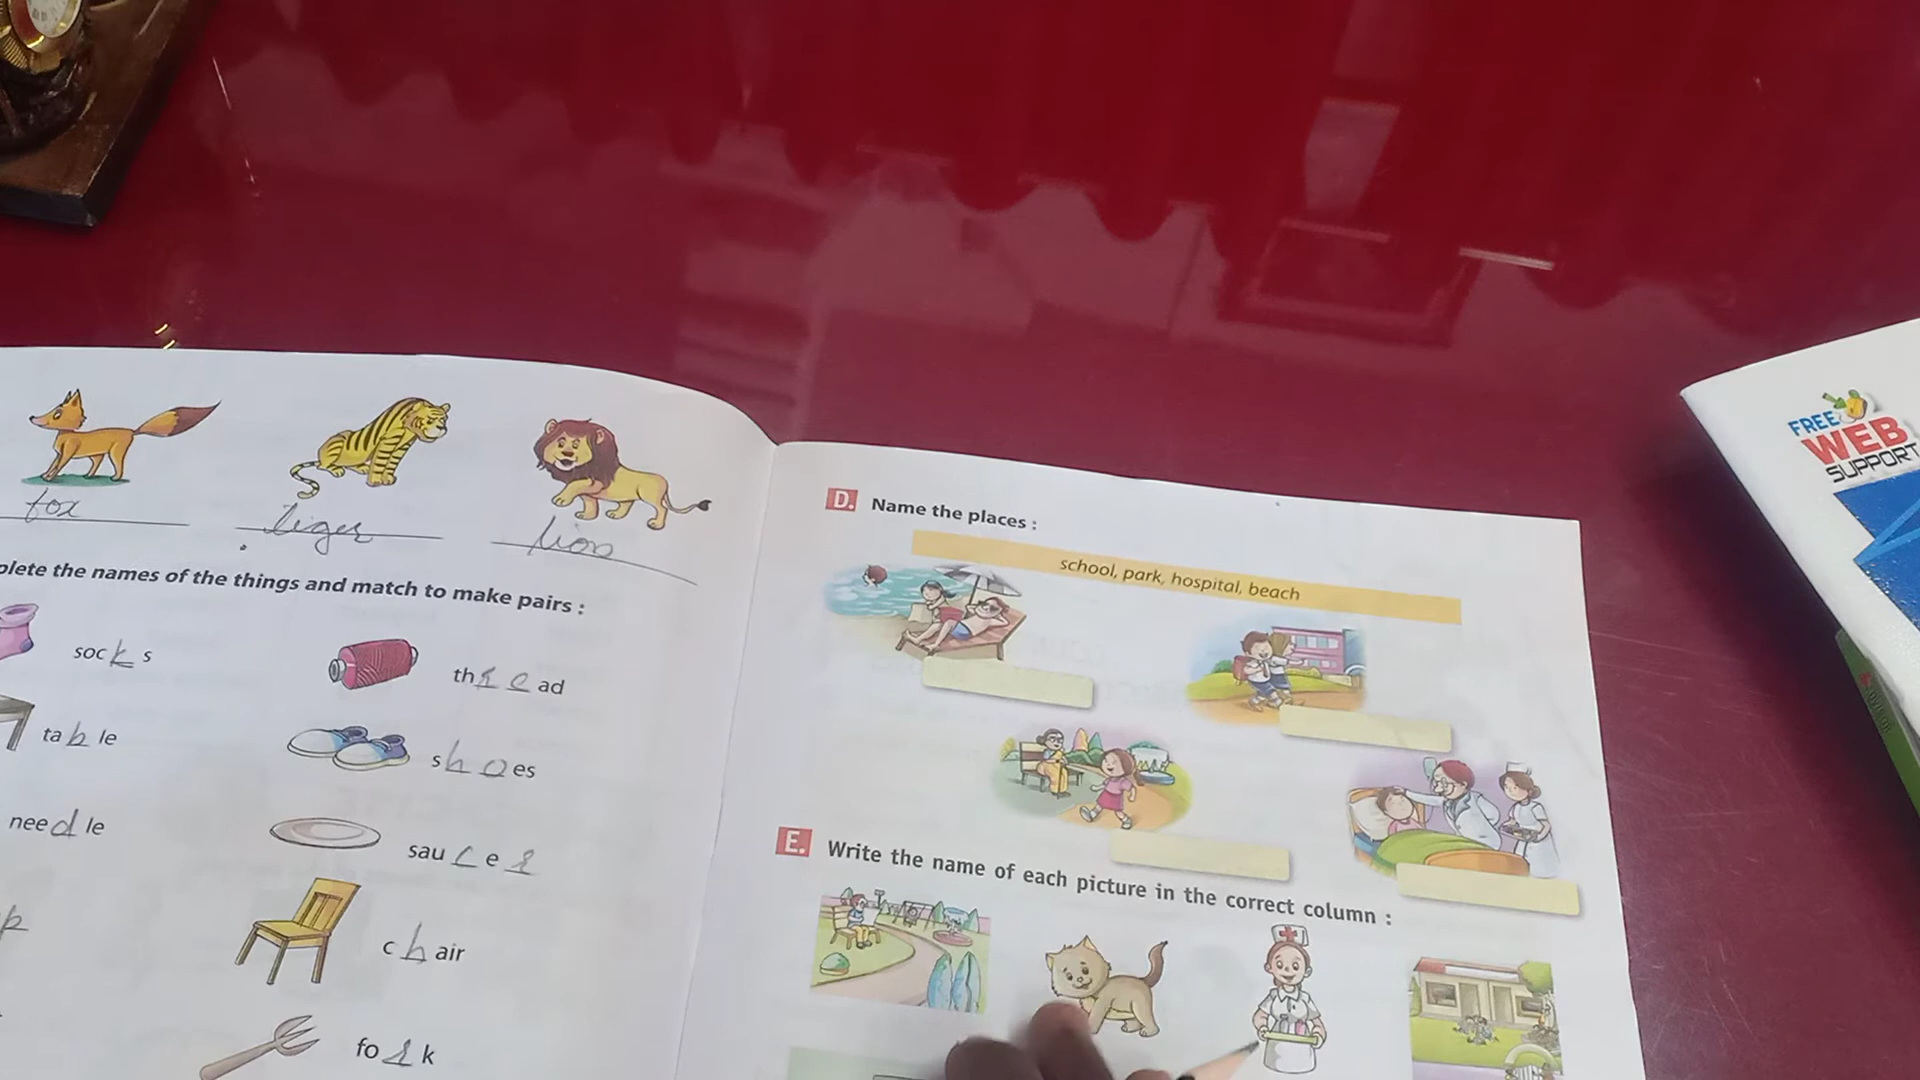 fox tiger lion
plete the names of the things and match to make pairs :
socks thread
table shoes
needle saucer
p
chair
fork
D. Name the places :
school, park, hospital, beach
E. Write the name of each picture in the correct column :
FREE
WEB
SUPPORT